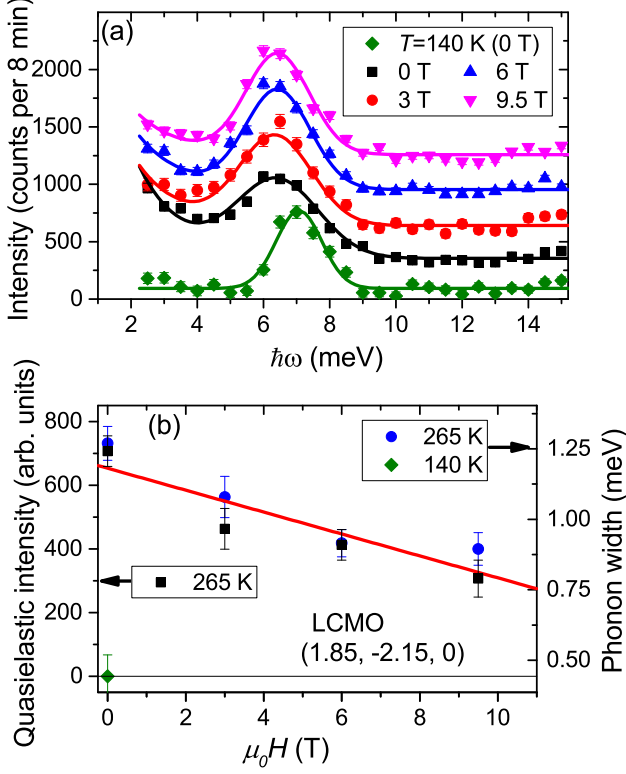 (a)
T=140 K (0 T)
0 T
6 T
3 T
9.5 T
Intensity (counts per 8 min)
2000
1500
1000
500
0
2 4 6 8 10 12 14
ħω (meV)
(b)
265 K
140 K
265 K
LCMO
(1.85, -2.15, 0)
Quasielastic intensity (arb. units)
800
600
400
200
0
1.25
1.00
0.75
0.50
Phonon width (meV)
0 2 4 6 8 10
μ₀H (T)